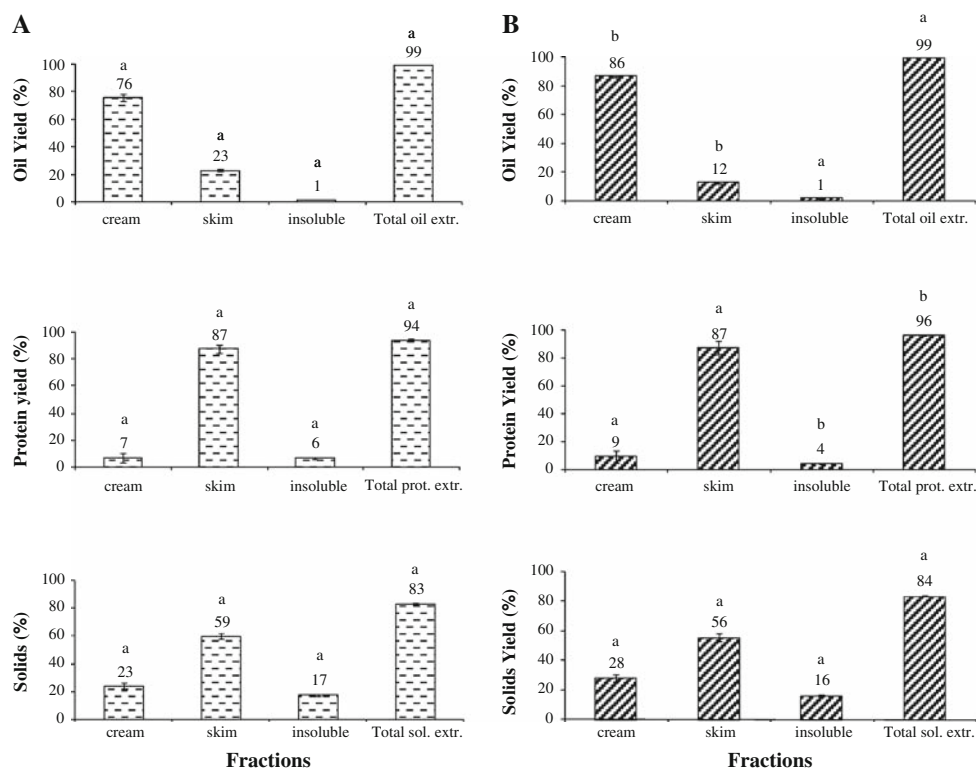 A
Oil Yield (%)
100
80
60
40
20
0
a
76
a
23
a
1
a
99
cream skim insoluble Total oil extr.
Protein yield (%)
100
80
60
40
20
0
a
7
a
87
a
6
a
94
cream skim insoluble Total prot. extr.
Solids (%)
100
80
60
40
20
0
a
23
a
59
a
17
a
83
cream skim insoluble Total sol. extr.
Fractions
B
Oil Yield (%)
100
80
60
40
20
0
b
86
b
12
a
1
a
99
cream skim insoluble Total oil extr.
Protein Yield (%)
100
80
60
40
20
0
a
9
a
87
b
4
b
96
cream skim insoluble Total prot. extr.
Solids Yield (%)
100
80
60
40
20
0
a
28
a
56
a
16
a
84
cream skim insoluble Total sol. extr.
Fractions